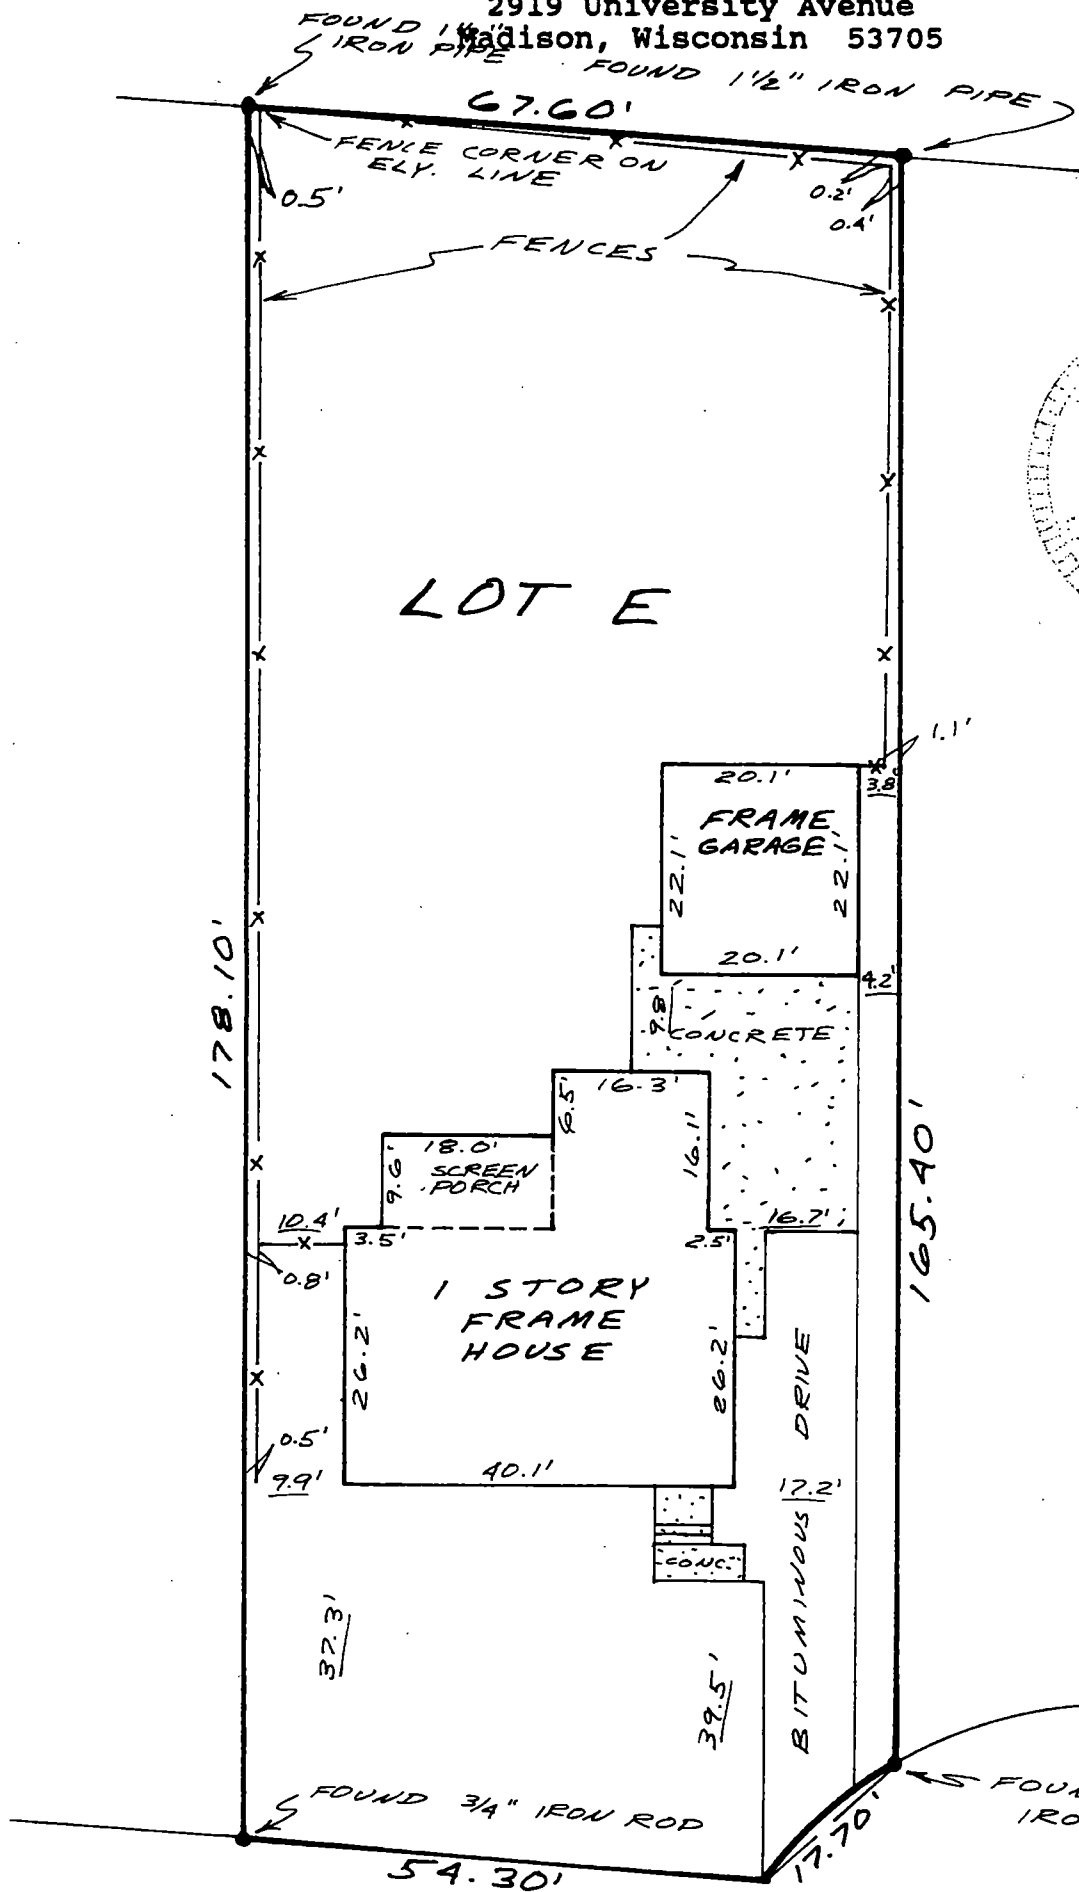 2919 University Avenue
Madison, Wisconsin 53705
FOUND
IRON PIPE
FOUND 1½" IRON PIPE
67.60'
FENCE CORNER ON
ELY. LINE
0.5'
0.2'
0.4'
FENCES
LOT E
1.1'
20.1'
3.8'
FRAME
GARAGE
22.1'
22.1'
20.1'
4.2'
178.10'
9.8'
CONCRETE
16.3'
6.5'
16.1'
165.40'
18.0'
9.6'
SCREEN
PORCH
10.4'
3.5'
2.5'
16.7'
0.8'
1 STORY
FRAME
HOUSE
26.2'
26.2'
BITUMINOUS DRIVE
0.5'
9.9'
40.1'
17.2'
CONC.
37.3'
39.5'
FOUND 3/4" IRON ROD
FOUN
IRO
54.30'
17.70'